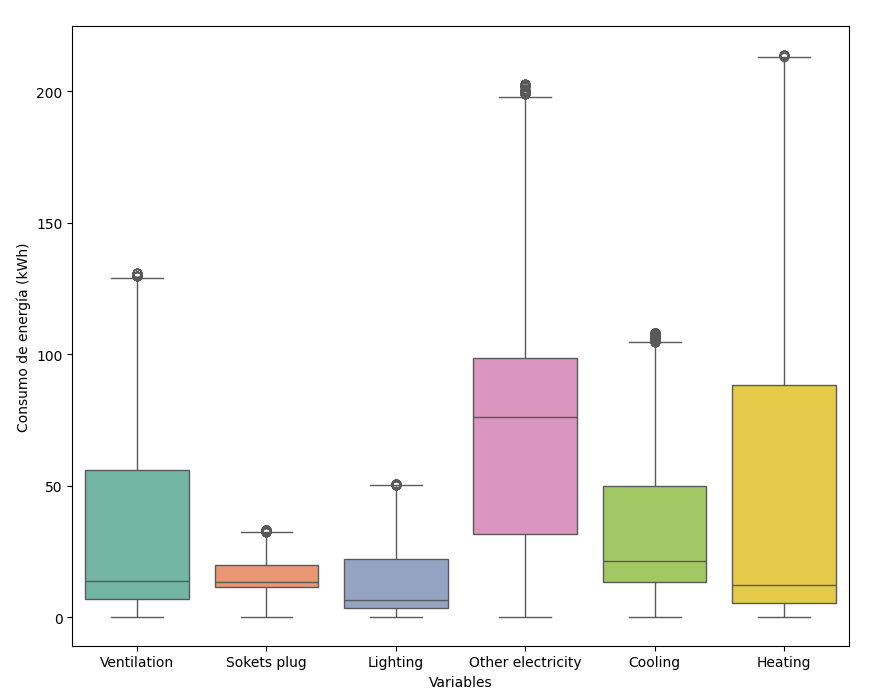 Consumo de energía (kWh)
200
150
100
50
0
Ventilation Sokets plug Lighting Other electricity Cooling Heating
Variables